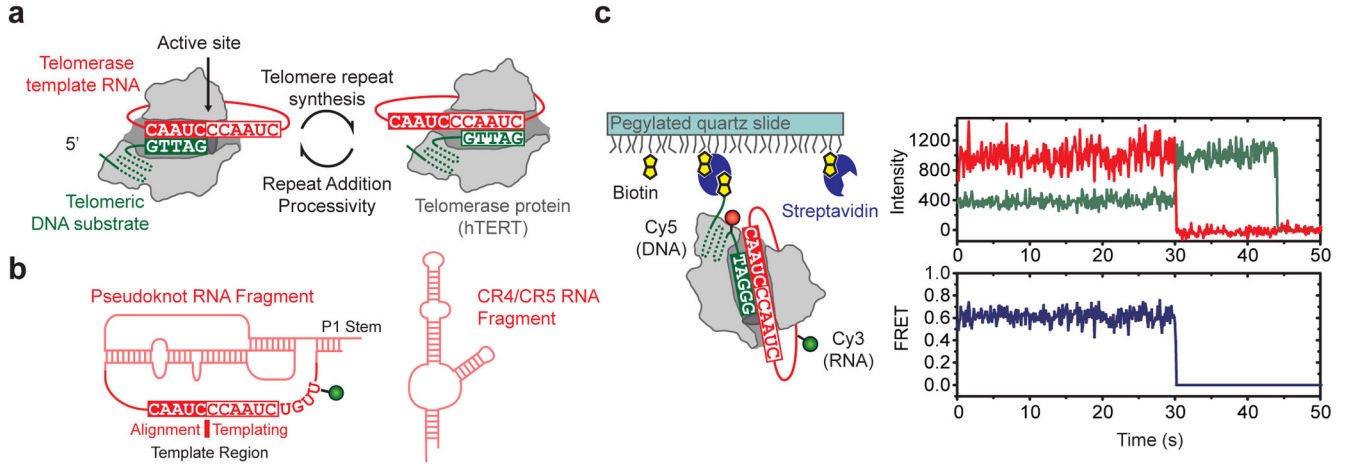 a
Active site
Telomerase
template RNA
Telomere repeat
synthesis
CAAUCCCAAUC
CAAUCCCAAUC
5'
GTTAG
GTTAG
Telomeric
DNA substrate
Repeat Addition
Processivity
Telomerase protein
(hTERT)
b
Pseudoknot RNA Fragment
P1 Stem
CR4/CR5 RNA
Fragment
CAAUCCCAAUCUGUU
Alignment
Templating
Template Region
c
Pegylated quartz slide
Biotin
Streptavidin
Cy5
(DNA)
TAGGG
CAAUCCCAAUC
Cy3
(RNA)
Intensity
1200
800
400
0
0 10 20 30 40 50
FRET
1.0
0.8
0.6
0.4
0.2
0.0
0 10 20 30 40 50
Time (s)